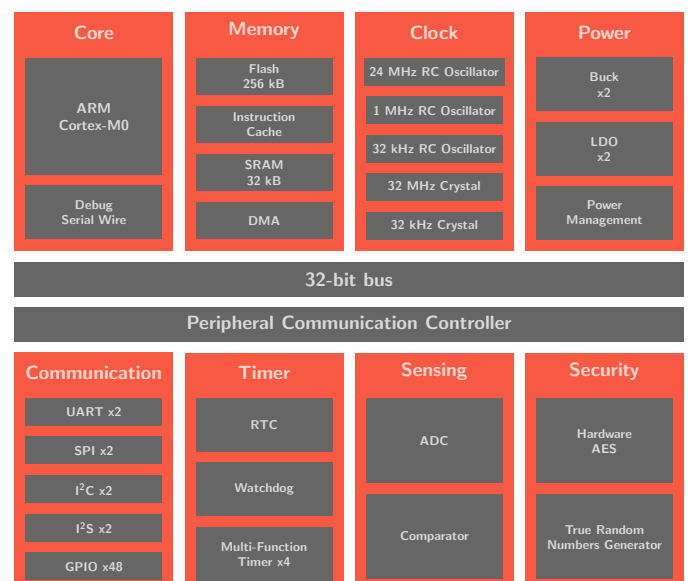 Core
ARM
Cortex-M0
Debug
Serial Wire
Memory
Flash
256 kB
Instruction
Cache
SRAM
32 kB
DMA
Clock
24 MHz RC Oscillator
1 MHz RC Oscillator
32 kHz RC Oscillator
32 MHz Crystal
32 kHz Crystal
Power
Buck
x2
LDO
x2
Power
Management
32-bit bus
Peripheral Communication Controller
Communication
UART x2
SPI x2
I²C x2
I²S x2
GPIO x48
Timer
RTC
Watchdog
Multi-Function
Timer x4
Sensing
ADC
Comparator
Security
Hardware
AES
True Random
Numbers Generator